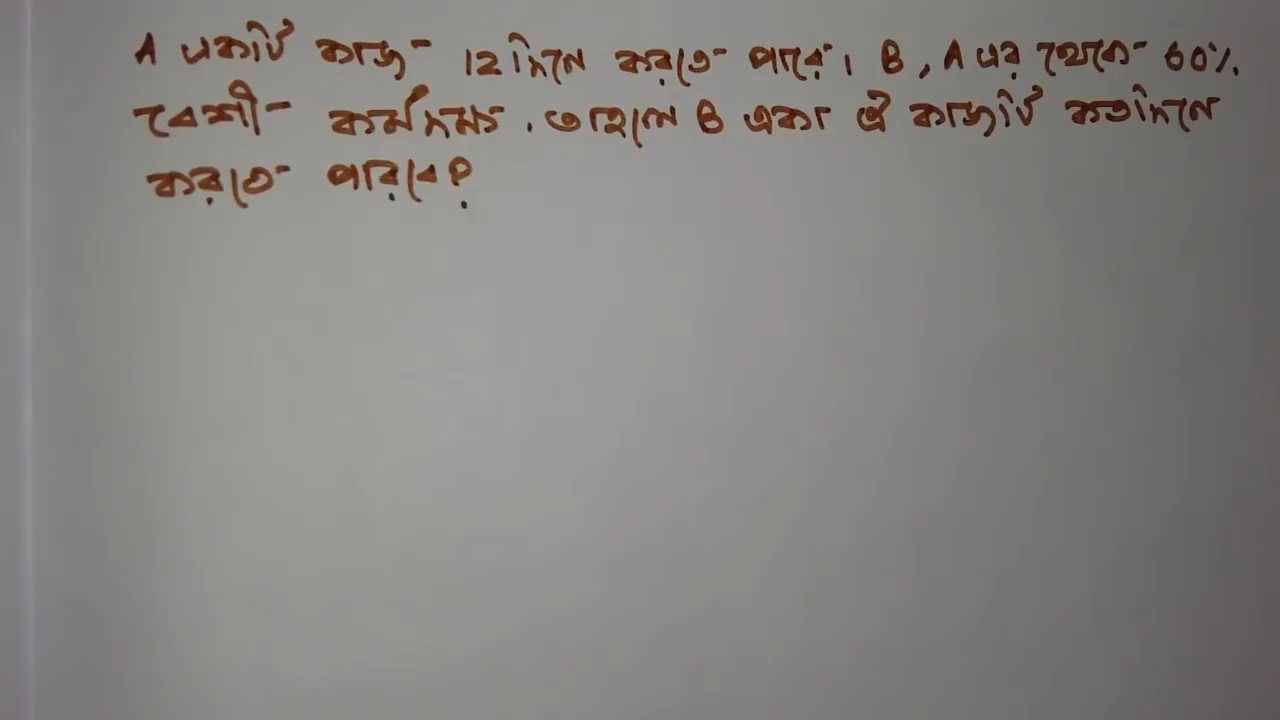 A একটি কাজ 12 দিনে করতে পারে। B, A এর থেকে 60%
বেশী কর্মদক্ষ. তাহলে B একা ঐ কাজটি কতদিনে
করতে পারবে?